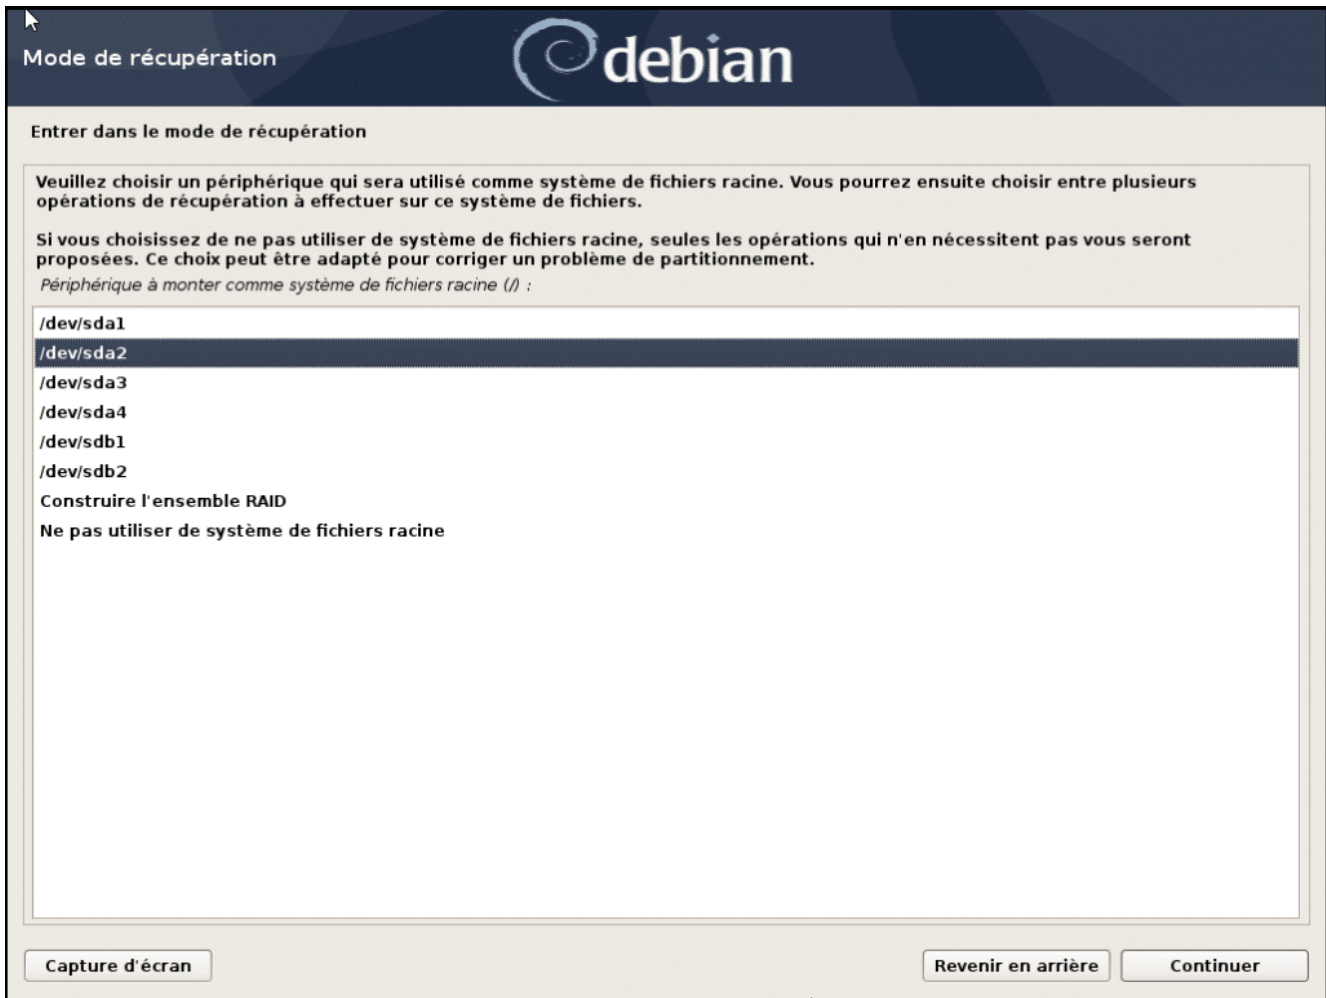 Mode de récupération
debian
Entrer dans le mode de récupération
Veuillez choisir un périphérique qui sera utilisé comme système de fichiers racine. Vous pourrez ensuite choisir entre plusieurs
opérations de récupération à effectuer sur ce système de fichiers.
Si vous choisissez de ne pas utiliser de système de fichiers racine, seules les opérations qui n'en nécessitent pas vous seront
proposées. Ce choix peut être adapté pour corriger un problème de partitionnement.
Périphérique à monter comme système de fichiers racine (/) :
/dev/sda1
/dev/sda2
/dev/sda3
/dev/sda4
/dev/sdb1
/dev/sdb2
Construire l'ensemble RAID
Ne pas utiliser de système de fichiers racine
Capture d'écran
Revenir en arrière
Continuer